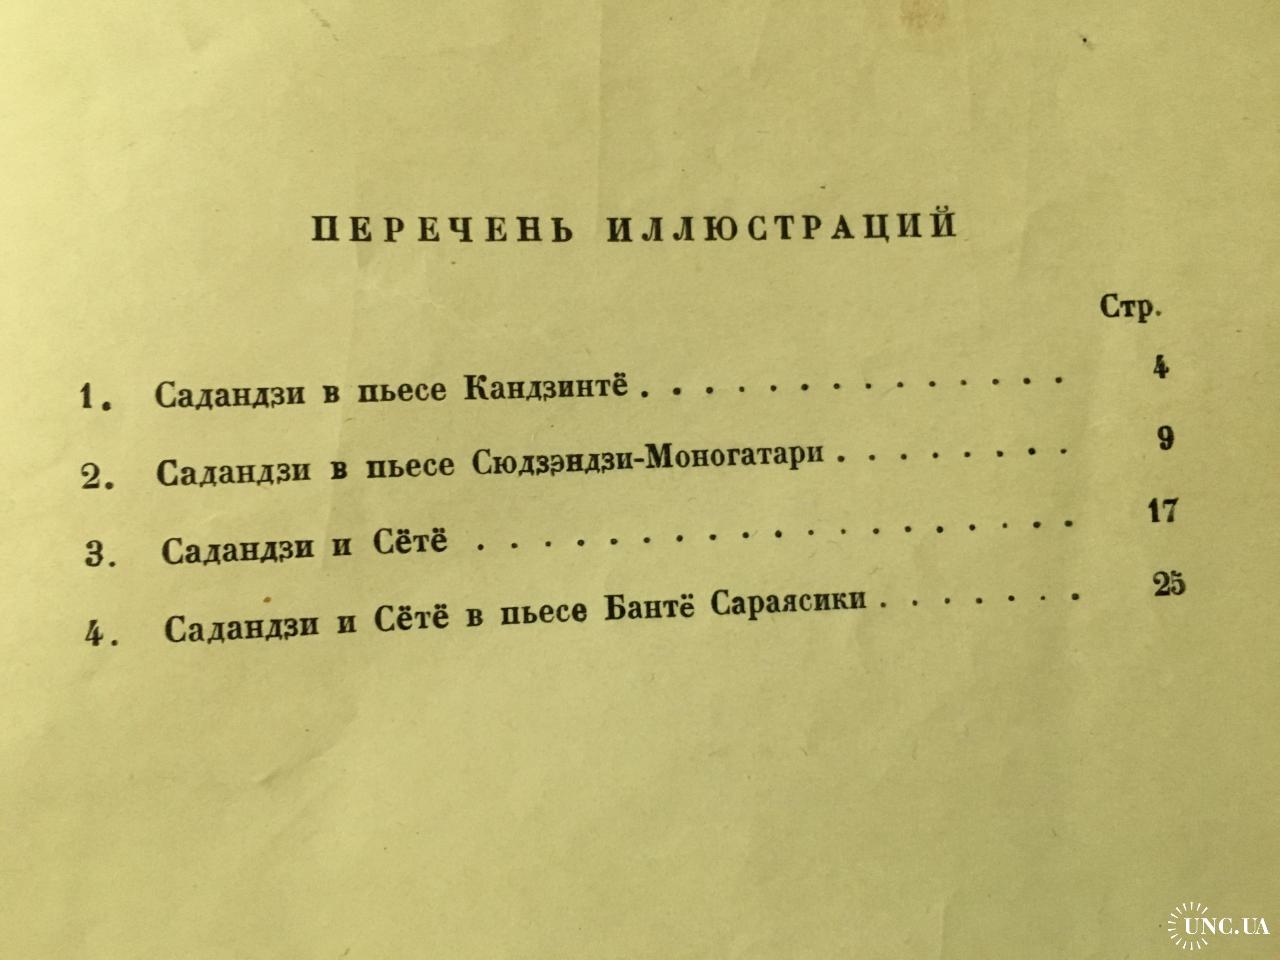 ПЕРЕЧЕНЬ ИЛЛЮСТРАЦИЙ
Стр.
1. Садандзи в пьесе Кандзинтё . . . . . . . . . . . . . . 4
2. Садандзи в пьесе Сюдзэндзи-Моногатари . . . . . . . . 9
3. Садандзи и Сётё . . . . . . . . . . . . . . . . . . . 17
4. Садандзи и Сётё в пьесе Бантё Сараясики . . . . . . . 25
UNC.UA